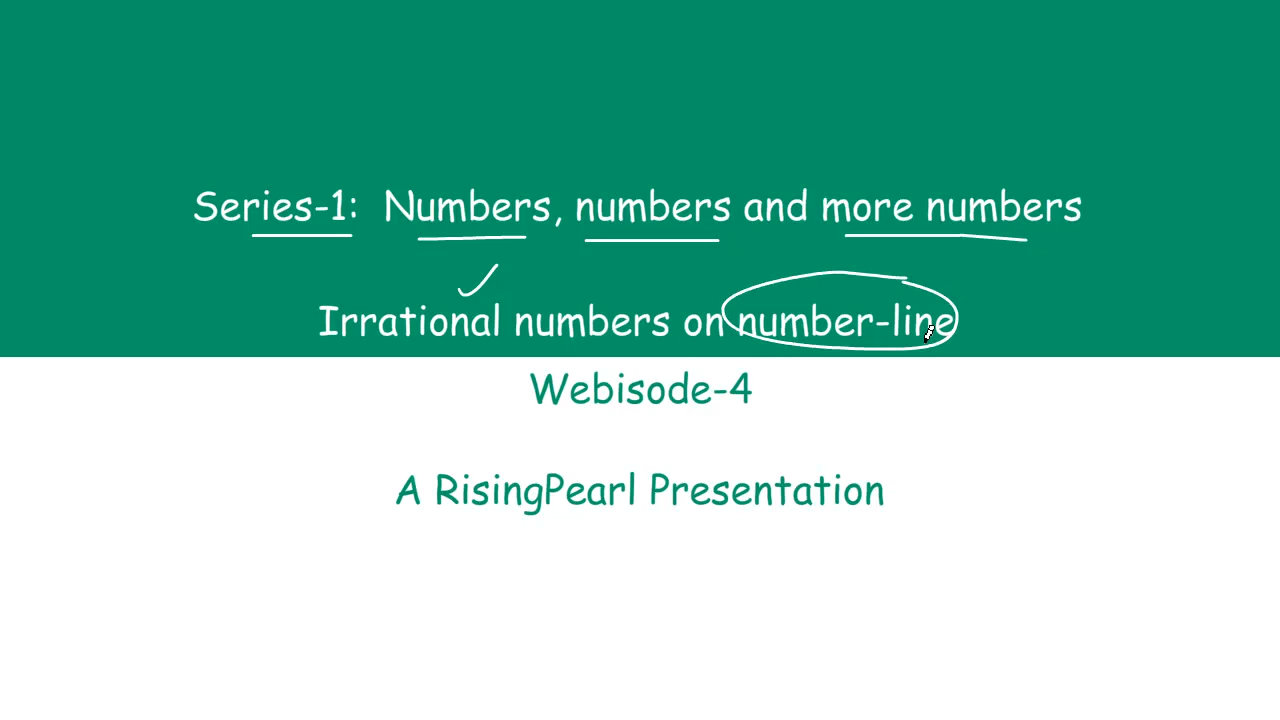 Series-1: Numbers, numbers and more numbers
Irrational numbers on number-line
Webisode-4
A RisingPearl Presentation